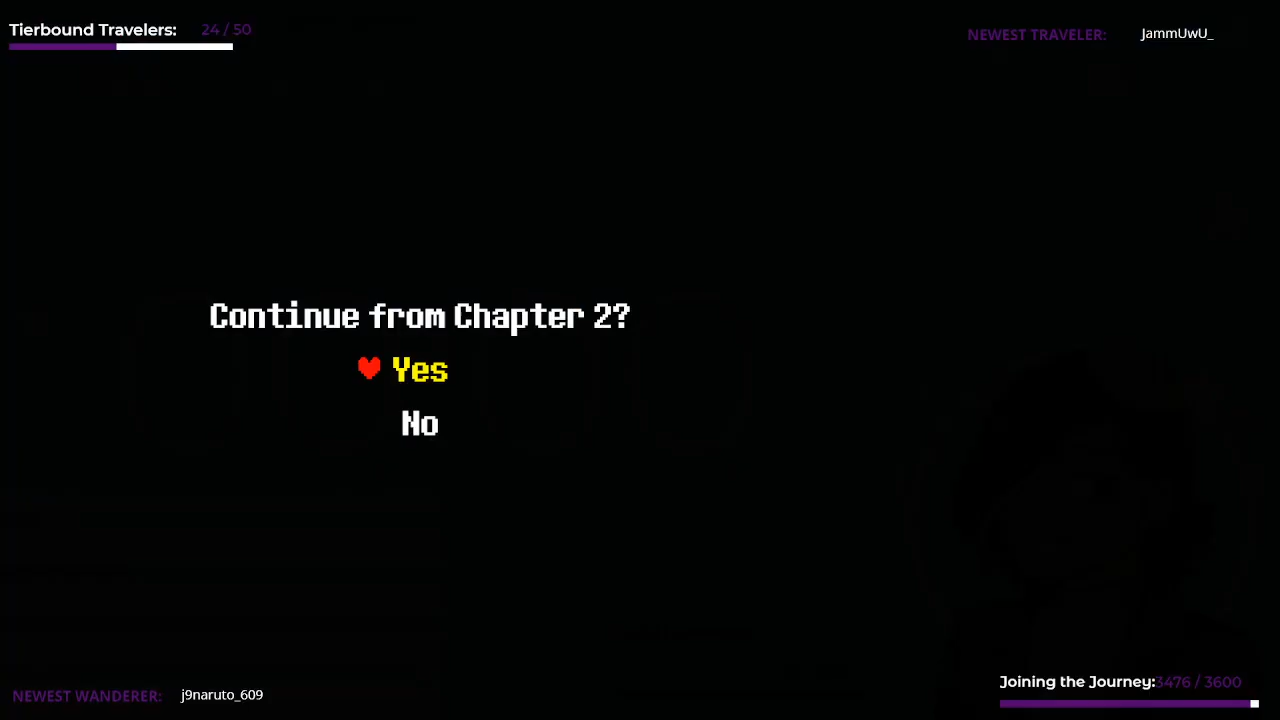 Tierbound Travelers: 24 / 50
NEWEST TRAVELER: JammUwU_
Continue from Chapter 2?
Yes
No
Joining the Journey: 3476 / 3600
NEWEST WANDERER: j9naruto_609